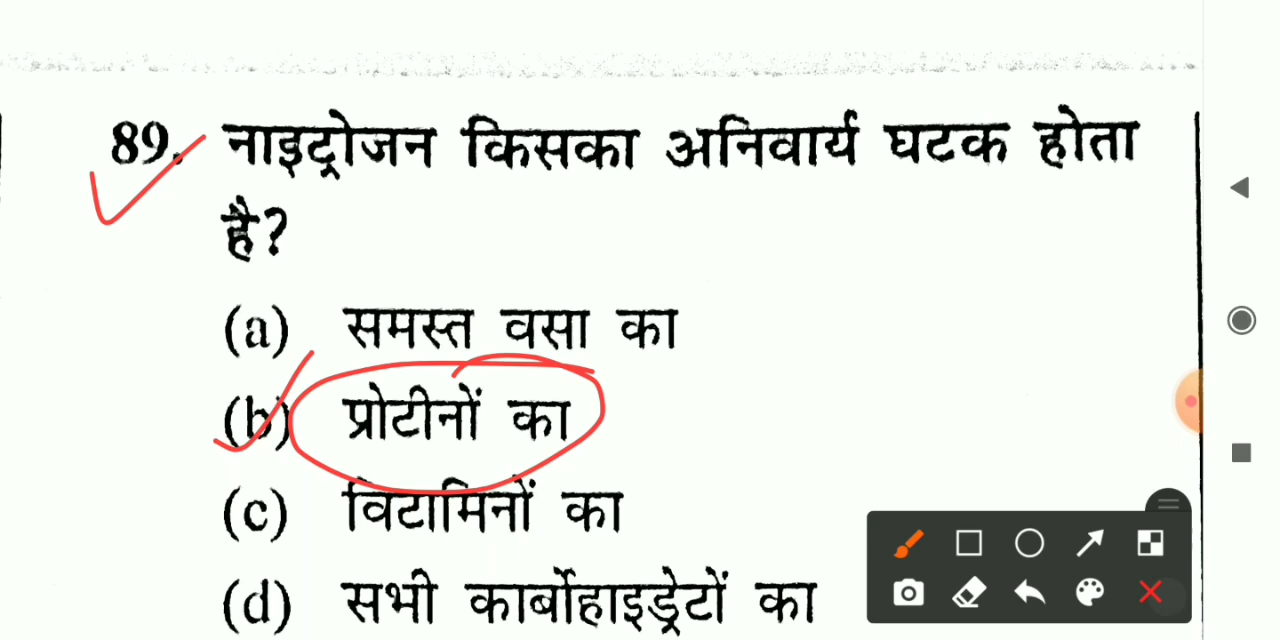 89. नाइट्रोजन किसका अनिवार्य घटक होता
है?
(a) समस्त वसा का
(b) प्रोटीनों का
(c) विटामिनों का
(d) सभी कार्बोहाइड्रेटों का